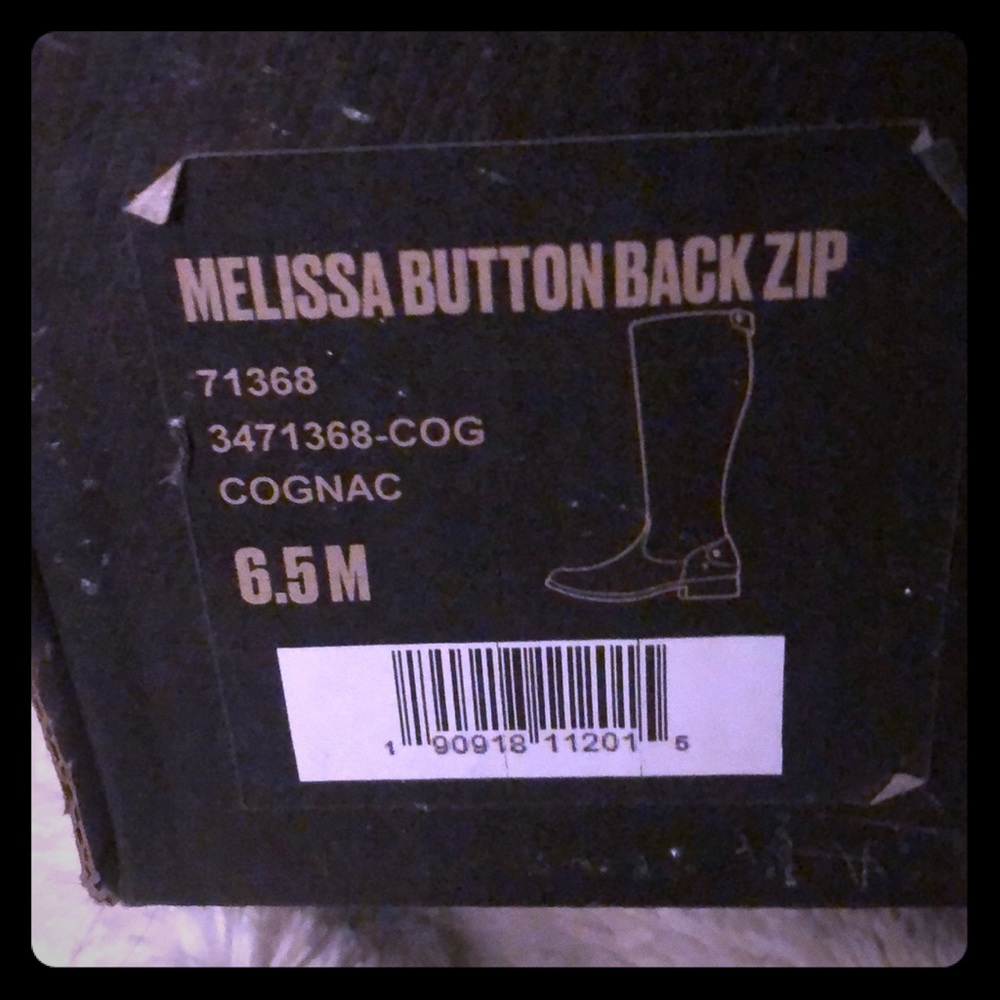 MELISSA BUTTON BACK ZIP
71368
3471368-COG
COGNAC
6.5 M
1 90918 11201 5